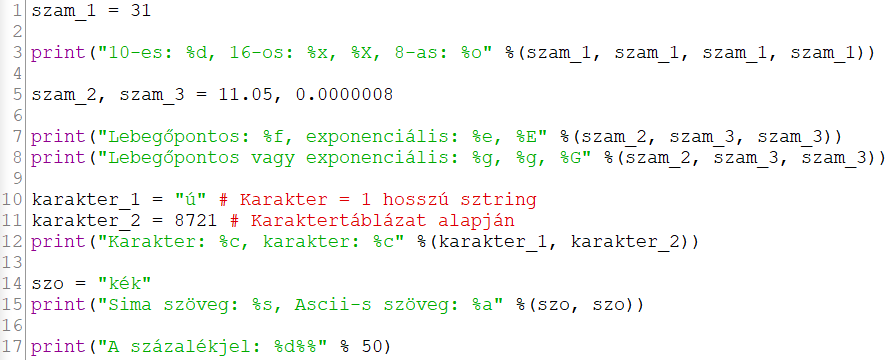 1 szam_1 = 31
2
3 print("10-es: %d, 16-os: %x, %X, 8-as: %o" %(szam_1, szam_1, szam_1, szam_1))
4
5 szam_2, szam_3 = 11.05, 0.0000008
6
7 print("Lebegőpontos: %f, exponenciális: %e, %E" %(szam_2, szam_3, szam_3))
8 print("Lebegőpontos vagy exponenciális: %g, %g, %G" %(szam_2, szam_3, szam_3))
9
10 karakter_1 = "ú" # Karakter = 1 hosszú sztring
11 karakter_2 = 8721 # Karaktertáblázat alapján
12 print("Karakter: %c, karakter: %c" %(karakter_1, karakter_2))
13
14 szo = "kék"
15 print("Sima szöveg: %s, Ascii-s szöveg: %a" %(szo, szo))
16
17 print("A százalékjel: %d%%" % 50)